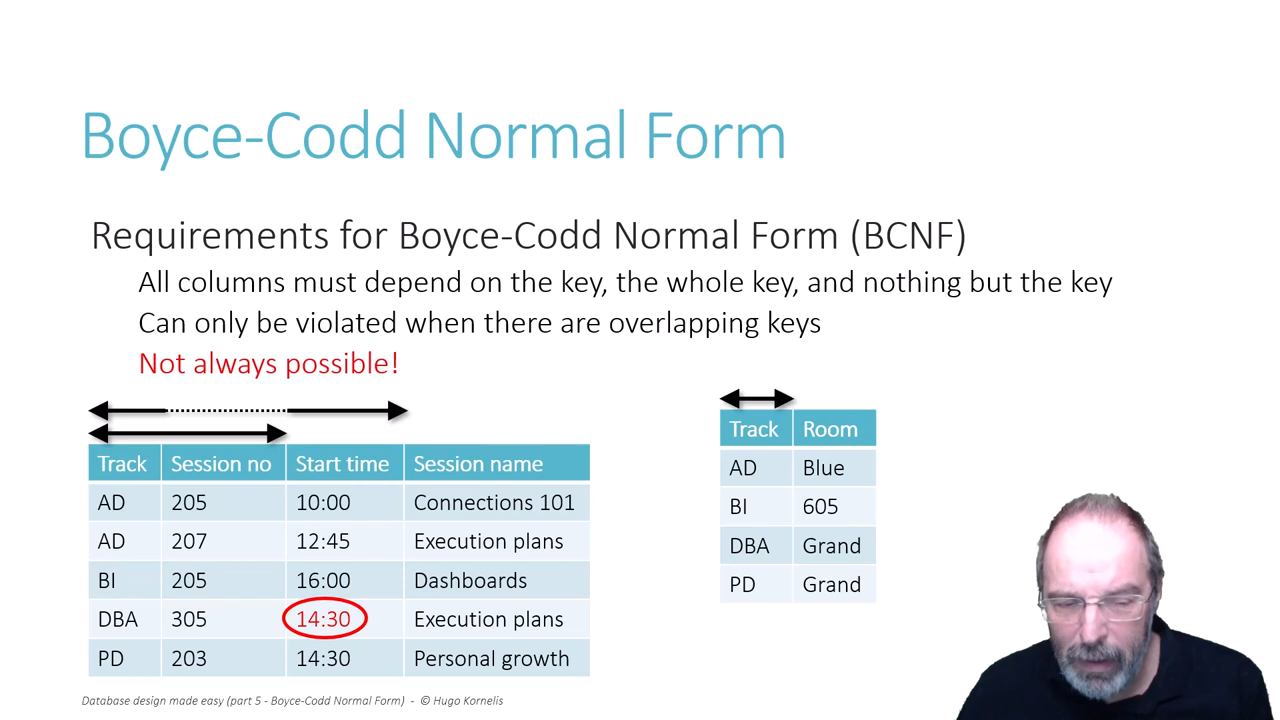 Boyce-Codd Normal Form
Requirements for Boyce-Codd Normal Form (BCNF)
All columns must depend on the key, the whole key, and nothing but the key
Can only be violated when there are overlapping keys
Not always possible!
Track Session no Start time Session name
AD 205 10:00 Connections 101
AD 207 12:45 Execution plans
BI 205 16:00 Dashboards
DBA 305 14:30 Execution plans
PD 203 14:30 Personal growth
Track Room
AD Blue
BI 605
DBA Grand
PD Grand
Database design made easy (part 5 - Boyce-Codd Normal Form) - © Hugo Kornelis